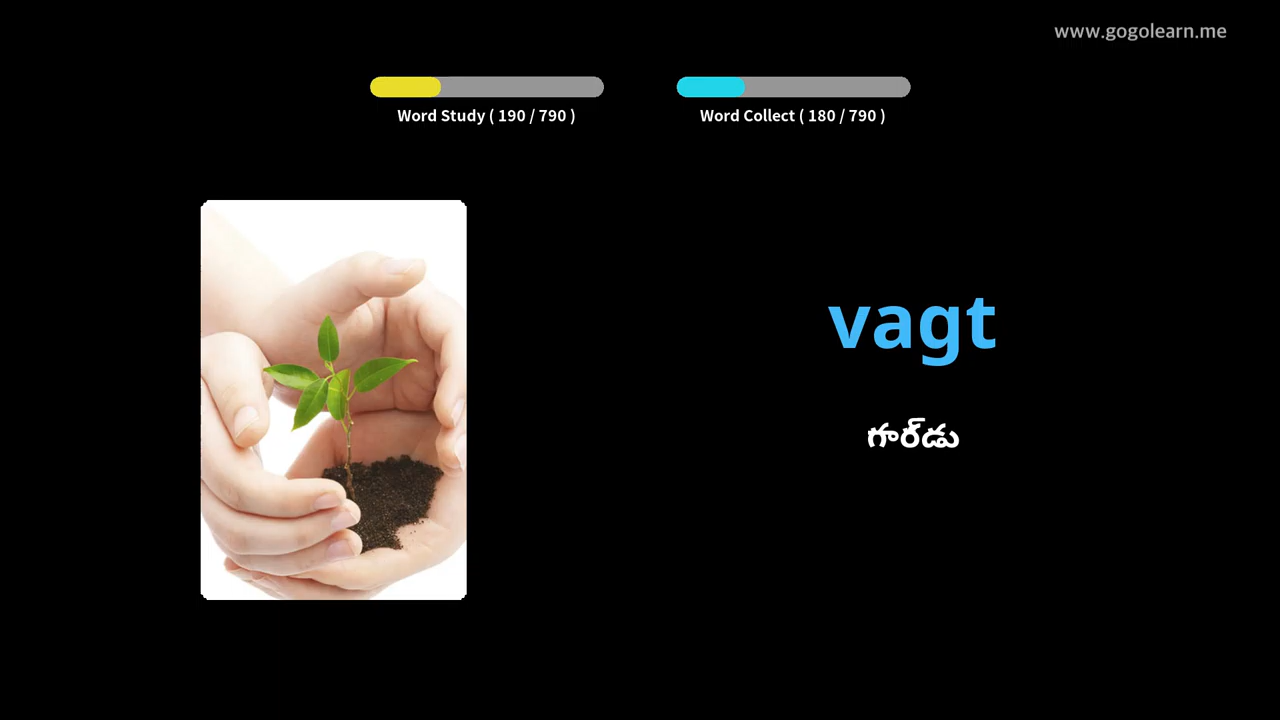 www.gogolearn.me
Word Study ( 190 / 790 )
Word Collect ( 180 / 790 )
vagt
గార్‌డు